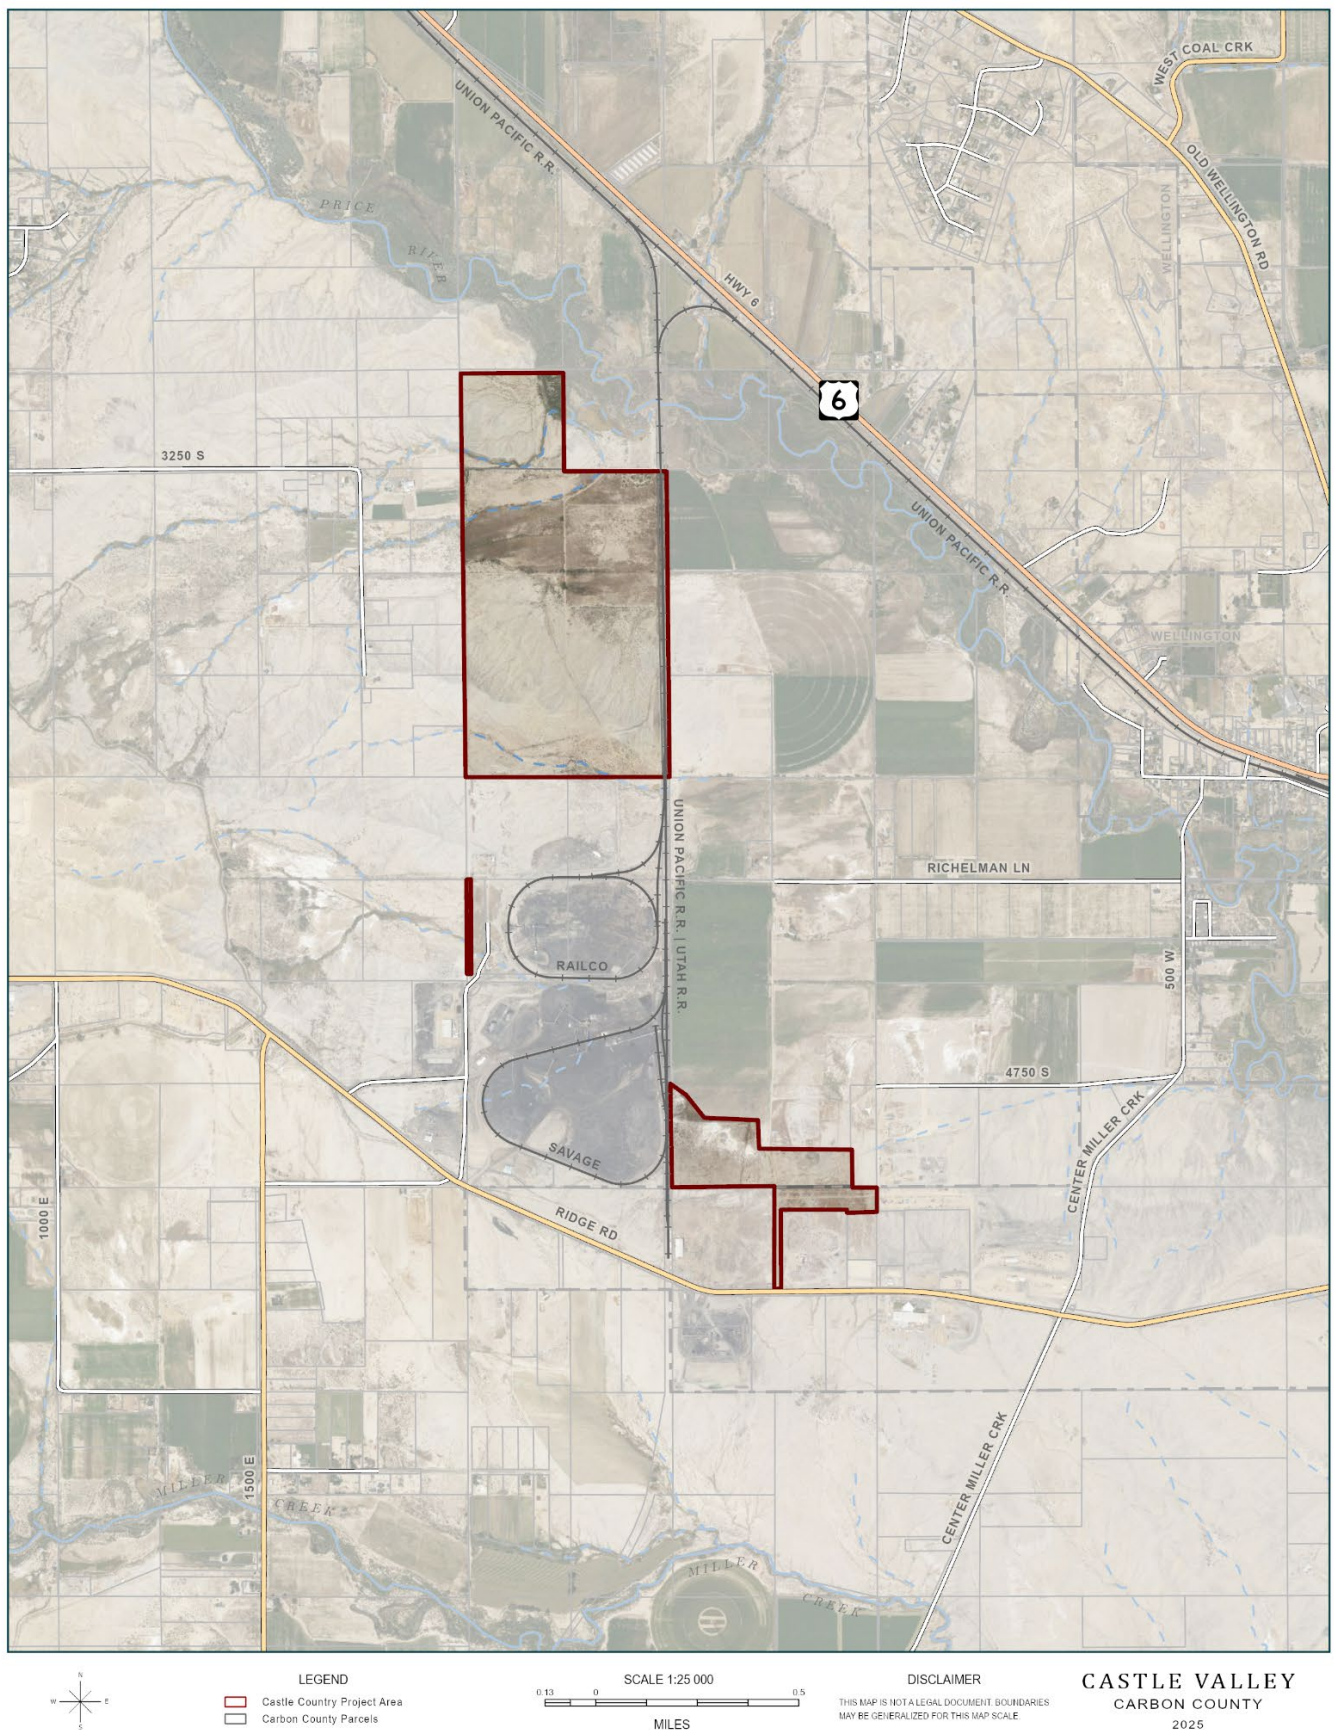 WEST COAL CRK
UNION PACIFIC R.R.
OLD WELLINGTON RD
PRICE
RIVER
WELLINGTON
HWY 6
6
3250 S
UNION PACIFIC R.R
WELLINGTON
UNION PACIFIC R.R. | UTAH R.R.
RICHELMAN LN
RAILCO
500 W
4750 S
SAVAGE
CENTER MILLER CRK
1000 E
RIDGE RD
CENTER MILLER CRK
1500 E
MILLER
CREEK
MILLER
CREEK
N
W E
S
LEGEND
Castle Country Project Area
Carbon County Parcels
SCALE 1:25 000
0.13 0 0.5
MILES
DISCLAIMER
THIS MAP IS NOT A LEGAL DOCUMENT. BOUNDARIES
MAY BE GENERALIZED FOR THIS MAP SCALE.
CASTLE VALLEY
CARBON COUNTY
2025